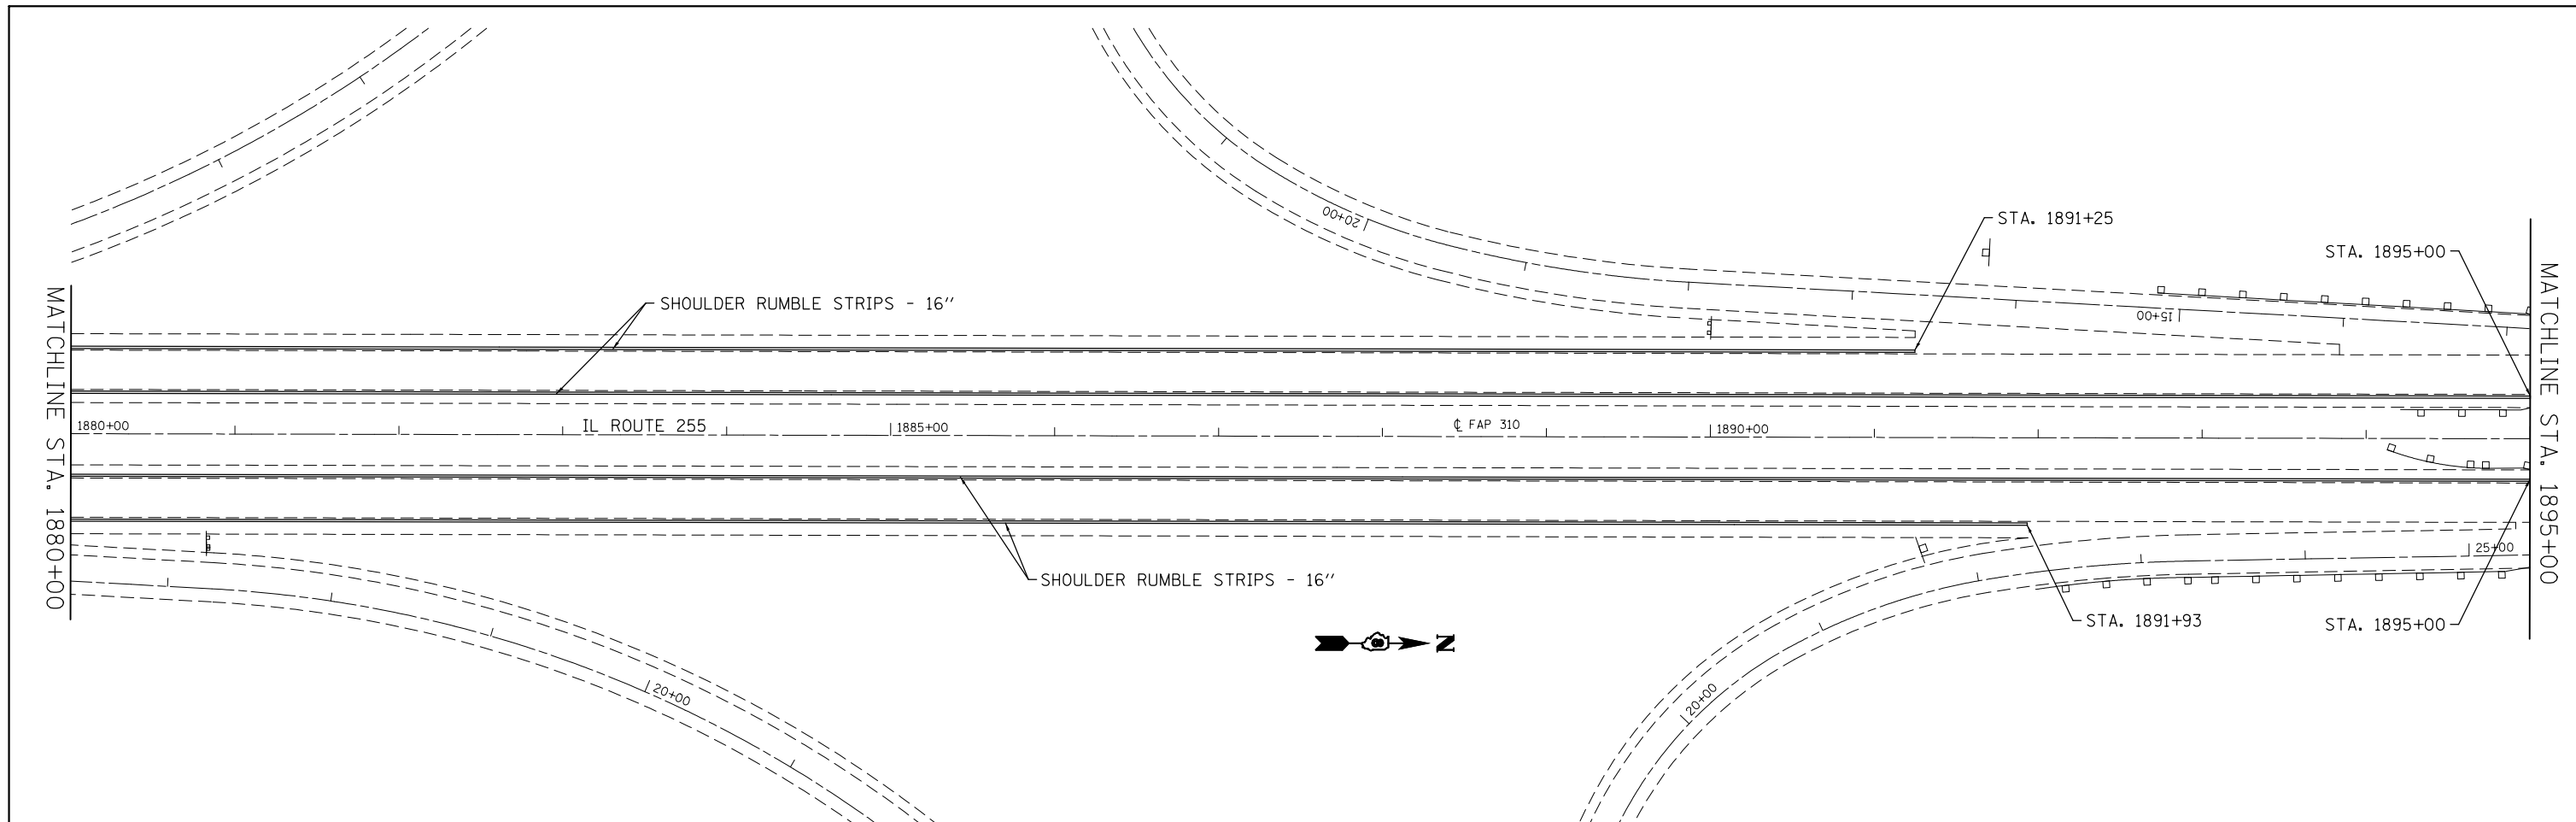 STA. 1891+25
20+00
STA. 1895+00
MATCHLINE STA. 1880+00
MATCHLINE STA. 1895+00
SHOULDER RUMBLE STRIPS - 16''
15+00
1880+00
IL ROUTE 255
1885+00
℄ FAP 310
1890+00
25+00
SHOULDER RUMBLE STRIPS - 16''
STA. 1891+93
STA. 1895+00
N
20+00
20+00